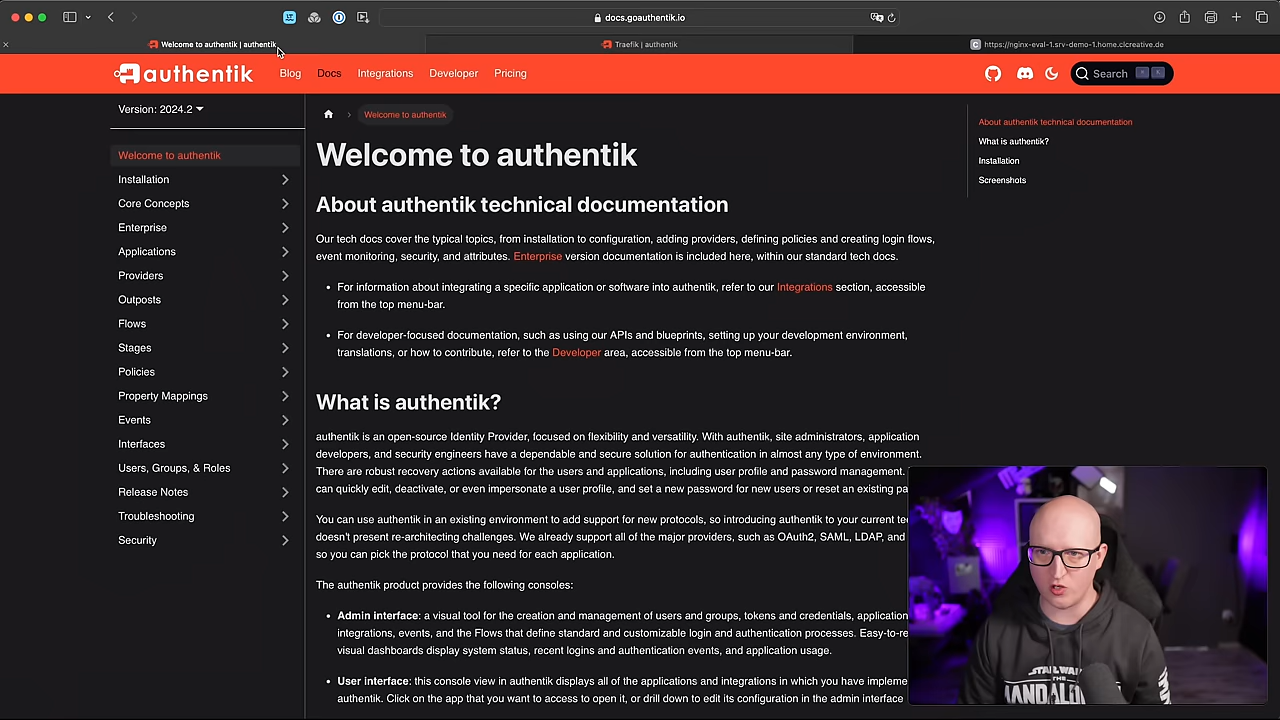 docs.goauthentik.io
Welcome to authentik | authentik
Traefik | authentik
https://nginx-eval-1.srv-demo-1.home.clcreative.de
authentik
Blog
Docs
Integrations
Developer
Pricing
Search
Version: 2024.2
Welcome to authentik
Installation
Core Concepts
Enterprise
Applications
Providers
Outposts
Flows
Stages
Policies
Property Mappings
Events
Interfaces
Users, Groups, & Roles
Release Notes
Troubleshooting
Security
Welcome to authentik
Welcome to authentik
About authentik technical documentation
Our tech docs cover the typical topics, from installation to configuration, adding providers, defining policies and creating login flows,
event monitoring, security, and attributes. Enterprise version documentation is included here, within our standard tech docs.
For information about integrating a specific application or software into authentik, refer to our Integrations section, accessible
from the top menu-bar.
For developer-focused documentation, such as using our APIs and blueprints, setting up your development environment,
translations, or how to contribute, refer to the Developer area, accessible from the top menu-bar.
What is authentik?
authentik is an open-source Identity Provider, focused on flexibility and versatility. With authentik, site administrators, application
developers, and security engineers have a dependable and secure solution for authentication in almost any type of environment.
There are robust recovery actions available for the users and applications, including user profile and password management.
can quickly edit, deactivate, or even impersonate a user profile, and set a new password for new users or reset an existing pa
You can use authentik in an existing environment to add support for new protocols, so introducing authentik to your current te
doesn't present re-architecting challenges. We already support all of the major providers, such as OAuth2, SAML, LDAP, and
so you can pick the protocol that you need for each application.
The authentik product provides the following consoles:
Admin interface: a visual tool for the creation and management of users and groups, tokens and credentials, application
integrations, events, and the Flows that define standard and customizable login and authentication processes. Easy-to-re
visual dashboards display system status, recent logins and authentication events, and application usage.
User interface: this console view in authentik displays all of the applications and integrations in which you have impleme
authentik. Click on the app that you want to access to open it, or drill down to edit its configuration in the admin interface
About authentik technical documentation
What is authentik?
Installation
Screenshots
STAR WARS
THE
MANDALO